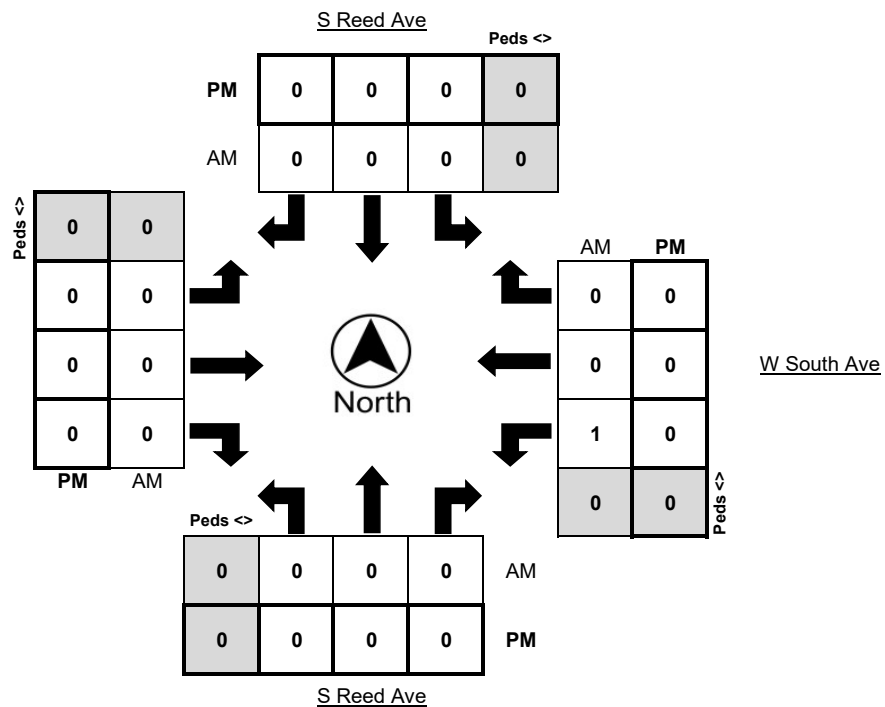 S Reed Ave
Peds <>
PM 0 0 0 0
AM 0 0 0 0
Peds <>
0 0
0 0
0 0
0 0
PM AM
North
AM PM
0 0
0 0
1 0
0 0
Peds <>
W South Ave
Peds <>
0 0 0 0 AM
0 0 0 0 PM
S Reed Ave